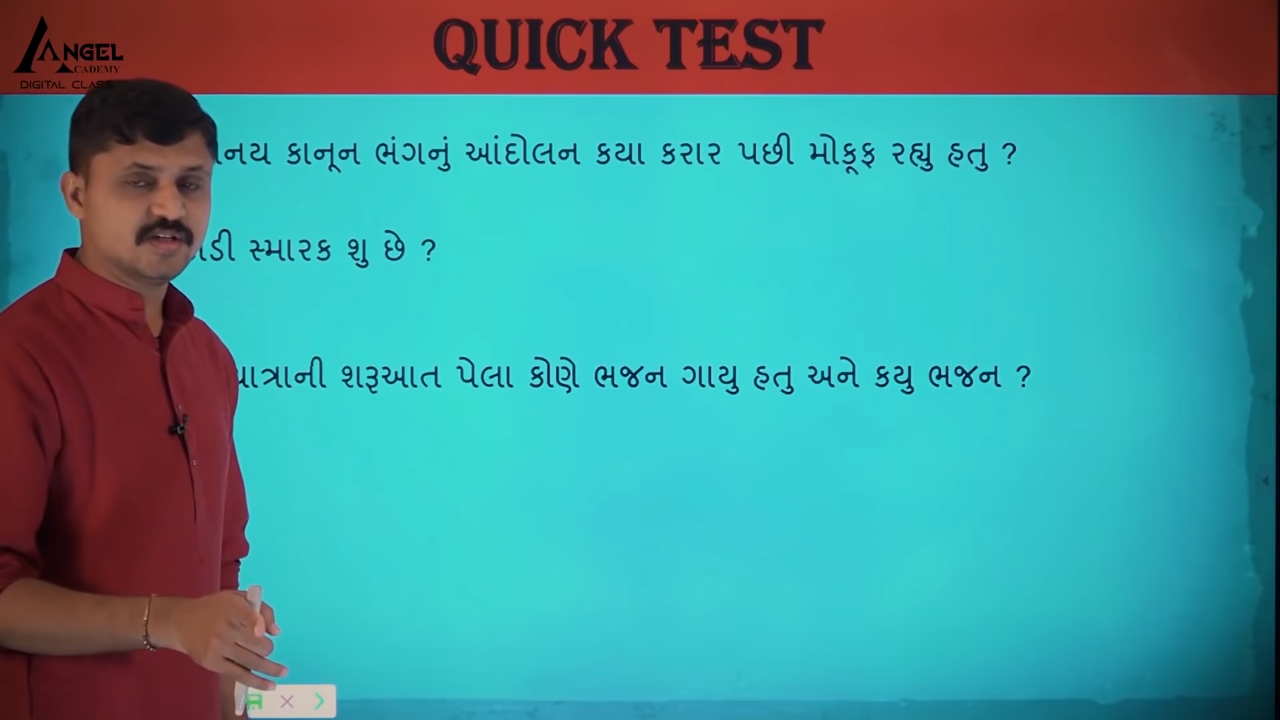 ANGEL
ACADEMY
DIGITAL CLASS
QUICK TEST
કાનૂન ભંગનું આંદોલન કયા કરાર પછી મોકૂફ રહ્યુ હતુ ?
સ્મારક શુ છે ?
શરૂઆત પેલા કોણે ભજન ગાયુ હતુ અને કયુ ભજન ?